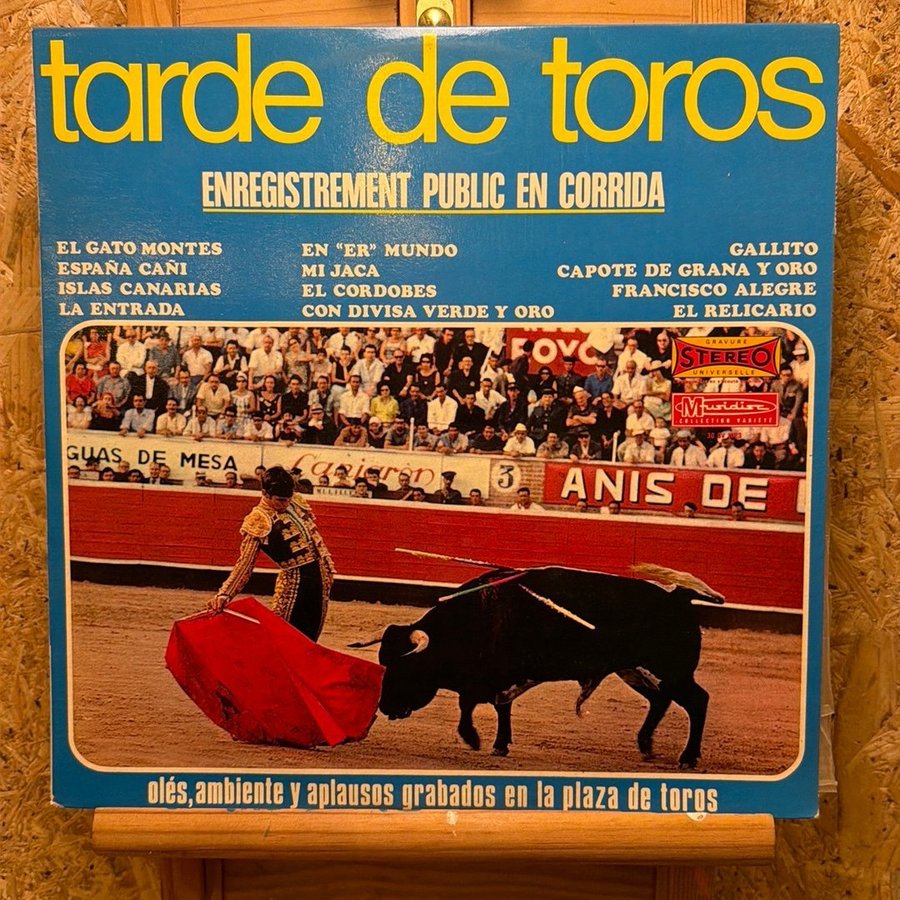 tarde de toros
ENREGISTREMENT PUBLIC EN CORRIDA
EL GATO MONTES
ESPAÑA CAÑI
ISLAS CANARIAS
LA ENTRADA
EN "ER" MUNDO
MI JACA
EL CORDOBES
CON DIVISA VERDE Y ORO
GALLITO
CAPOTE DE GRANA Y ORO
FRANCISCO ALEGRE
EL RELICARIO
GRAVURE
STEREO
UNIVERSELLE
Musidisc
COLLECTION VARIÉTÉ
GUAS DE MESA
Lanjarón
3
ANIS DE
olés, ambiente y aplausos grabados en la plaza de toros